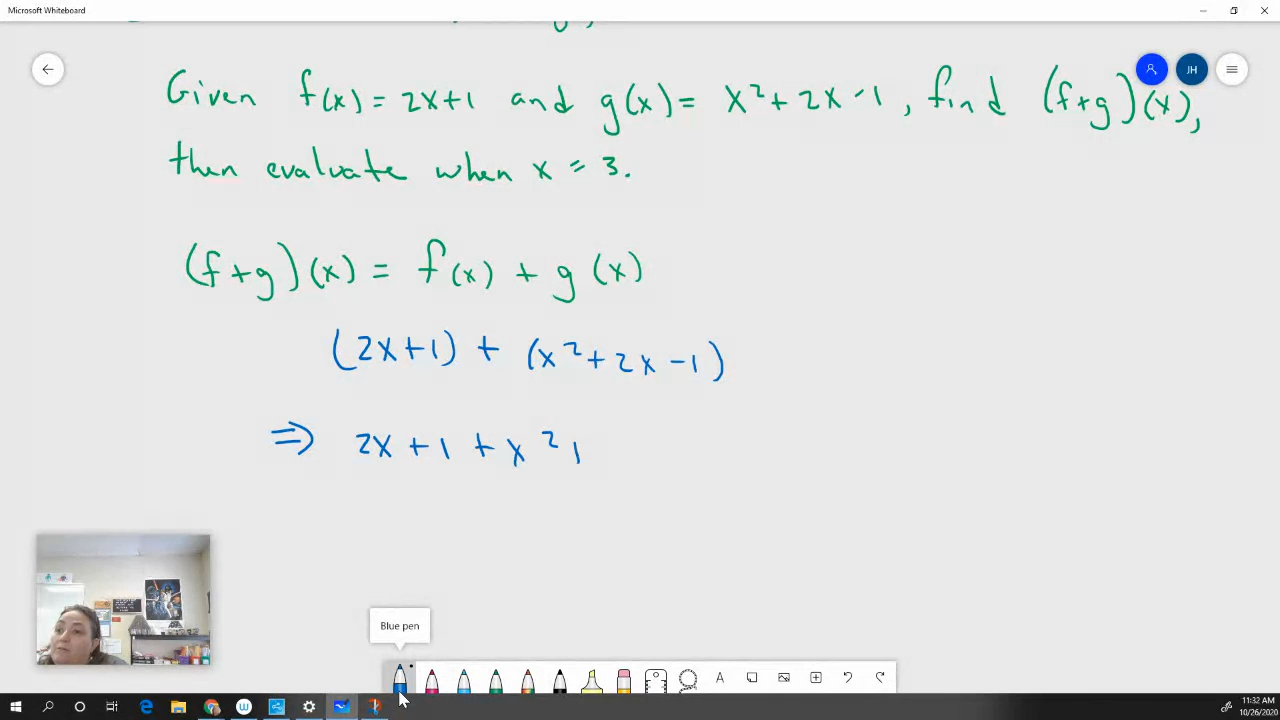 Microsoft Whiteboard
Given f(x) = 2x+1 and g(x) = x²+2x-1, find (f+g)(x),
then evaluate when x = 3.
(f+g)(x) = f(x) + g(x)
(2x+1) + (x²+2x-1)
⇒ 2x+1+x²
JH
Blue pen
A
11:32 AM
10/26/2020